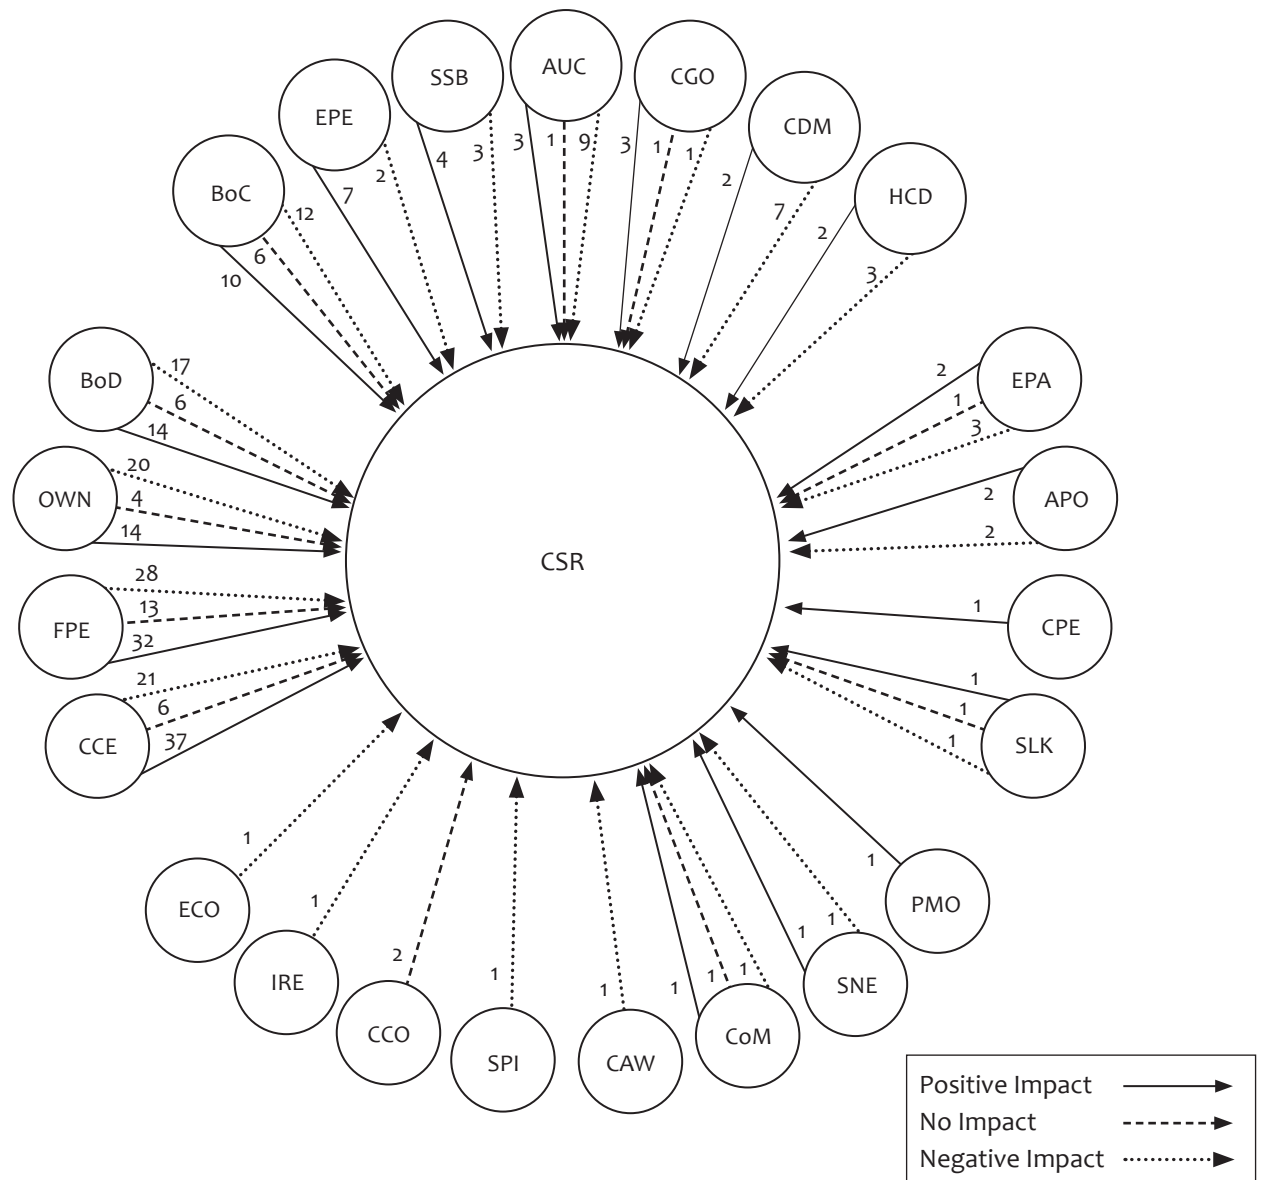 AUC
SSB
CGO
EPE
CDM
BoC
HCD
3 1 9
3 1 1
4 3
7 2
2 7
12
6
10
2
3
BoD
17
6
14
EPA
2
1
3
OWN
20
4
14
APO
2
2
CSR
FPE
28
13
32
CPE
1
CCE
21
6
37
SLK
1
1
1
ECO
1
IRE
1
CCO
2
SPI
1
CAW
1
CoM
1 1 1
SNE
1 1
PMO
1
Positive Impact
No Impact
Negative Impact